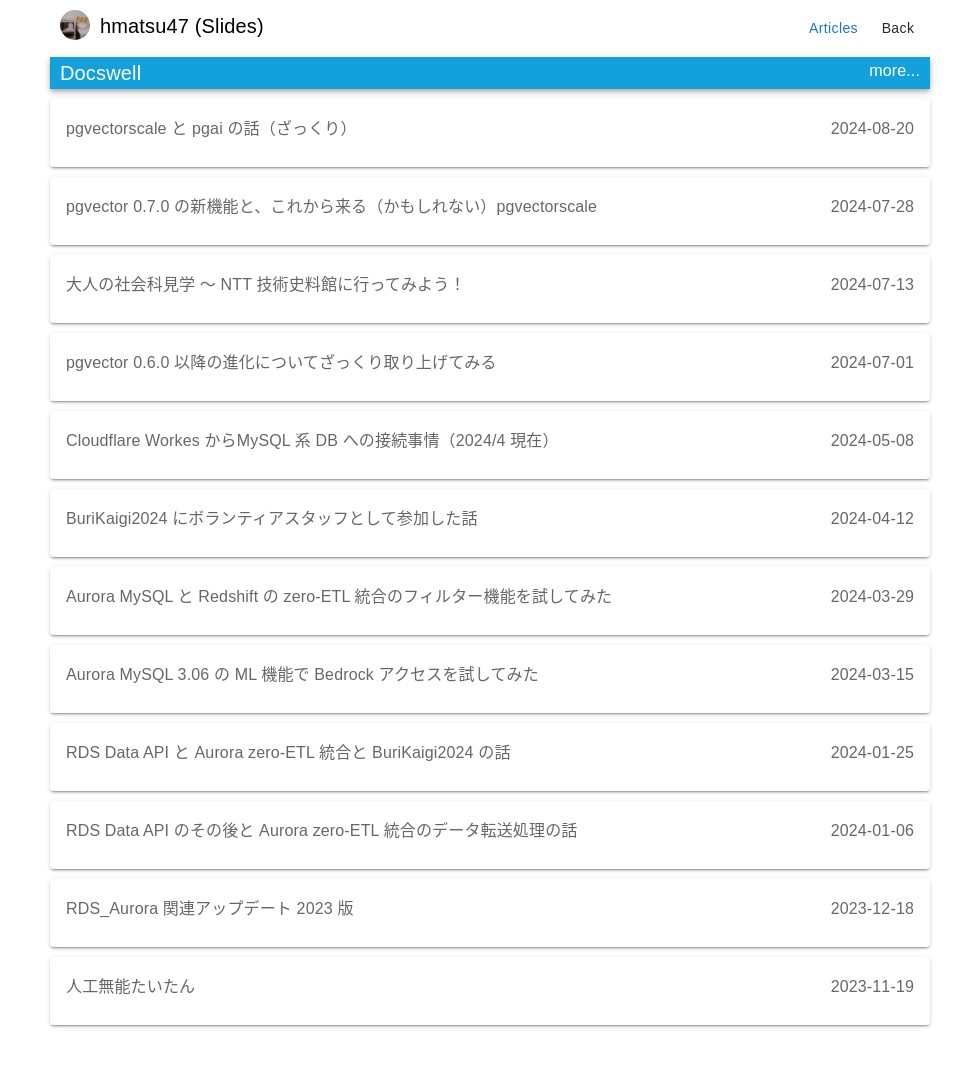 hmatsu47 (Slides)
Articles
Back
Docswell
more...
pgvectorscale と pgai の話（ざっくり）
2024-08-20
pgvector 0.7.0 の新機能と、これから来る（かもしれない）pgvectorscale
2024-07-28
大人の社会科見学 〜 NTT 技術史料館に行ってみよう！
2024-07-13
pgvector 0.6.0 以降の進化についてざっくり取り上げてみる
2024-07-01
Cloudflare Workes からMySQL 系 DB への接続事情（2024/4 現在）
2024-05-08
BuriKaigi2024 にボランティアスタッフとして参加した話
2024-04-12
Aurora MySQL と Redshift の zero-ETL 統合のフィルター機能を試してみた
2024-03-29
Aurora MySQL 3.06 の ML 機能で Bedrock アクセスを試してみた
2024-03-15
RDS Data API と Aurora zero-ETL 統合と BuriKaigi2024 の話
2024-01-25
RDS Data API のその後と Aurora zero-ETL 統合のデータ転送処理の話
2024-01-06
RDS_Aurora 関連アップデート 2023 版
2023-12-18
人工無能たいたん
2023-11-19